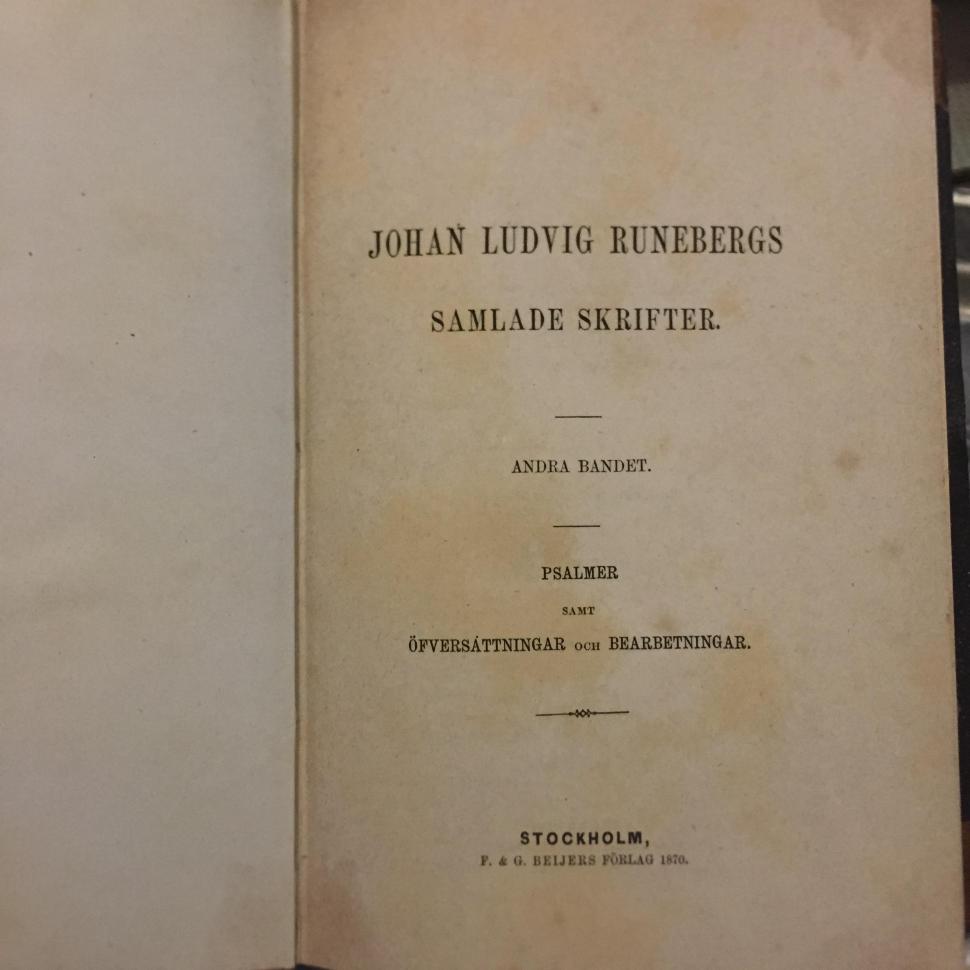 JOHAN LUDVIG RUNEBERGS
SAMLADE SKRIFTER.
ANDRA BANDET.
PSALMER
SAMT
ÖFVERSÄTTNINGAR OCH BEARBETNINGAR.
STOCKHOLM,
F. & G. BEIJERS FÖRLAG 1870.